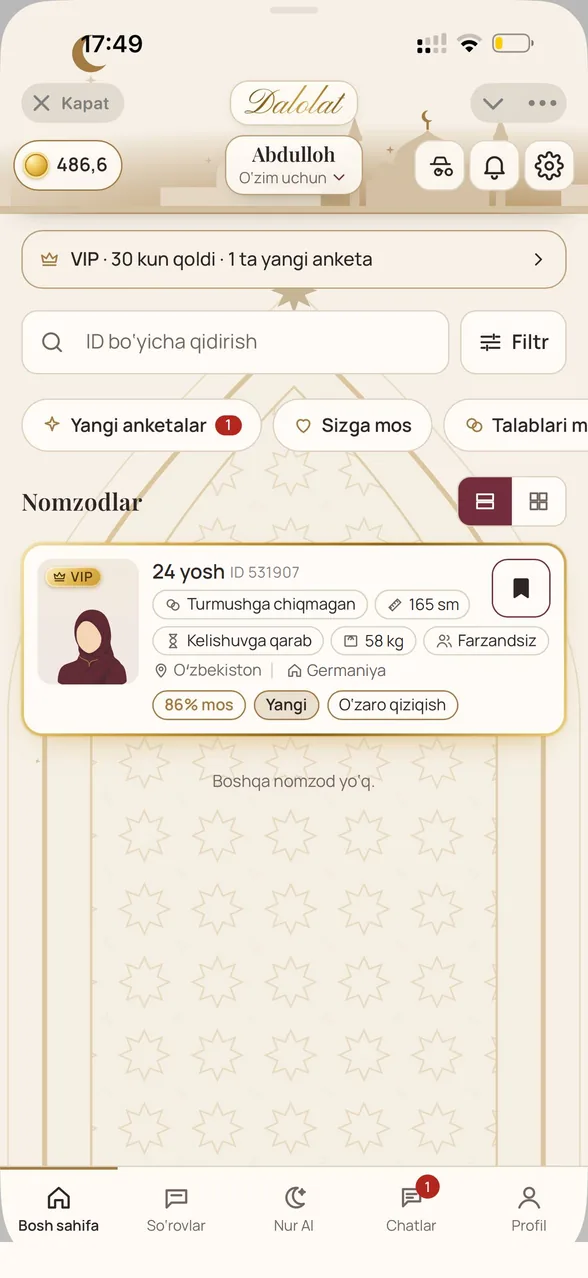 17:49
Kapat
Dalolat
486,6
Abdulloh
O'zim uchun
VIP · 30 kun qoldi · 1 ta yangi anketa
ID bo'yicha qidirish
Filtr
Yangi anketalar 1
Sizga mos
Talablari m
Nomzodlar
VIP
24 yosh ID 531907
Turmushga chiqmagan
165 sm
Kelishuvga qarab
58 kg
Farzandsiz
Oʻzbekiston
Germaniya
86% mos
Yangi
O'zaro qiziqish
Boshqa nomzod yo'q.
1
Bosh sahifa
So'rovlar
Nur AI
Chatlar
Profil